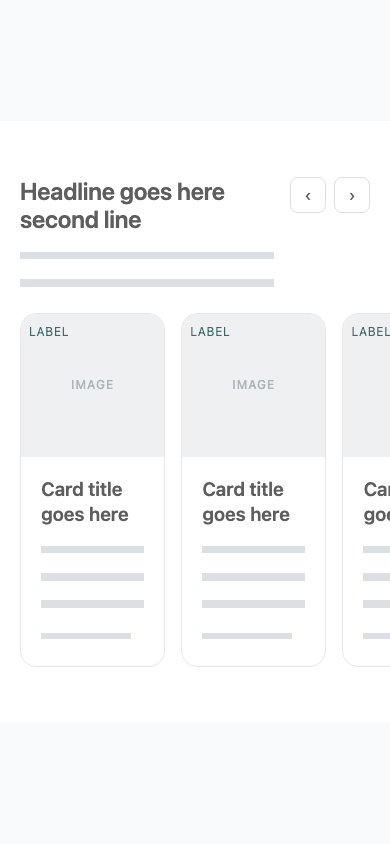 Headline goes here
second line
‹ ›
LABEL
IMAGE
Card title
goes here
LABEL
IMAGE
Card title
goes here
LABEL